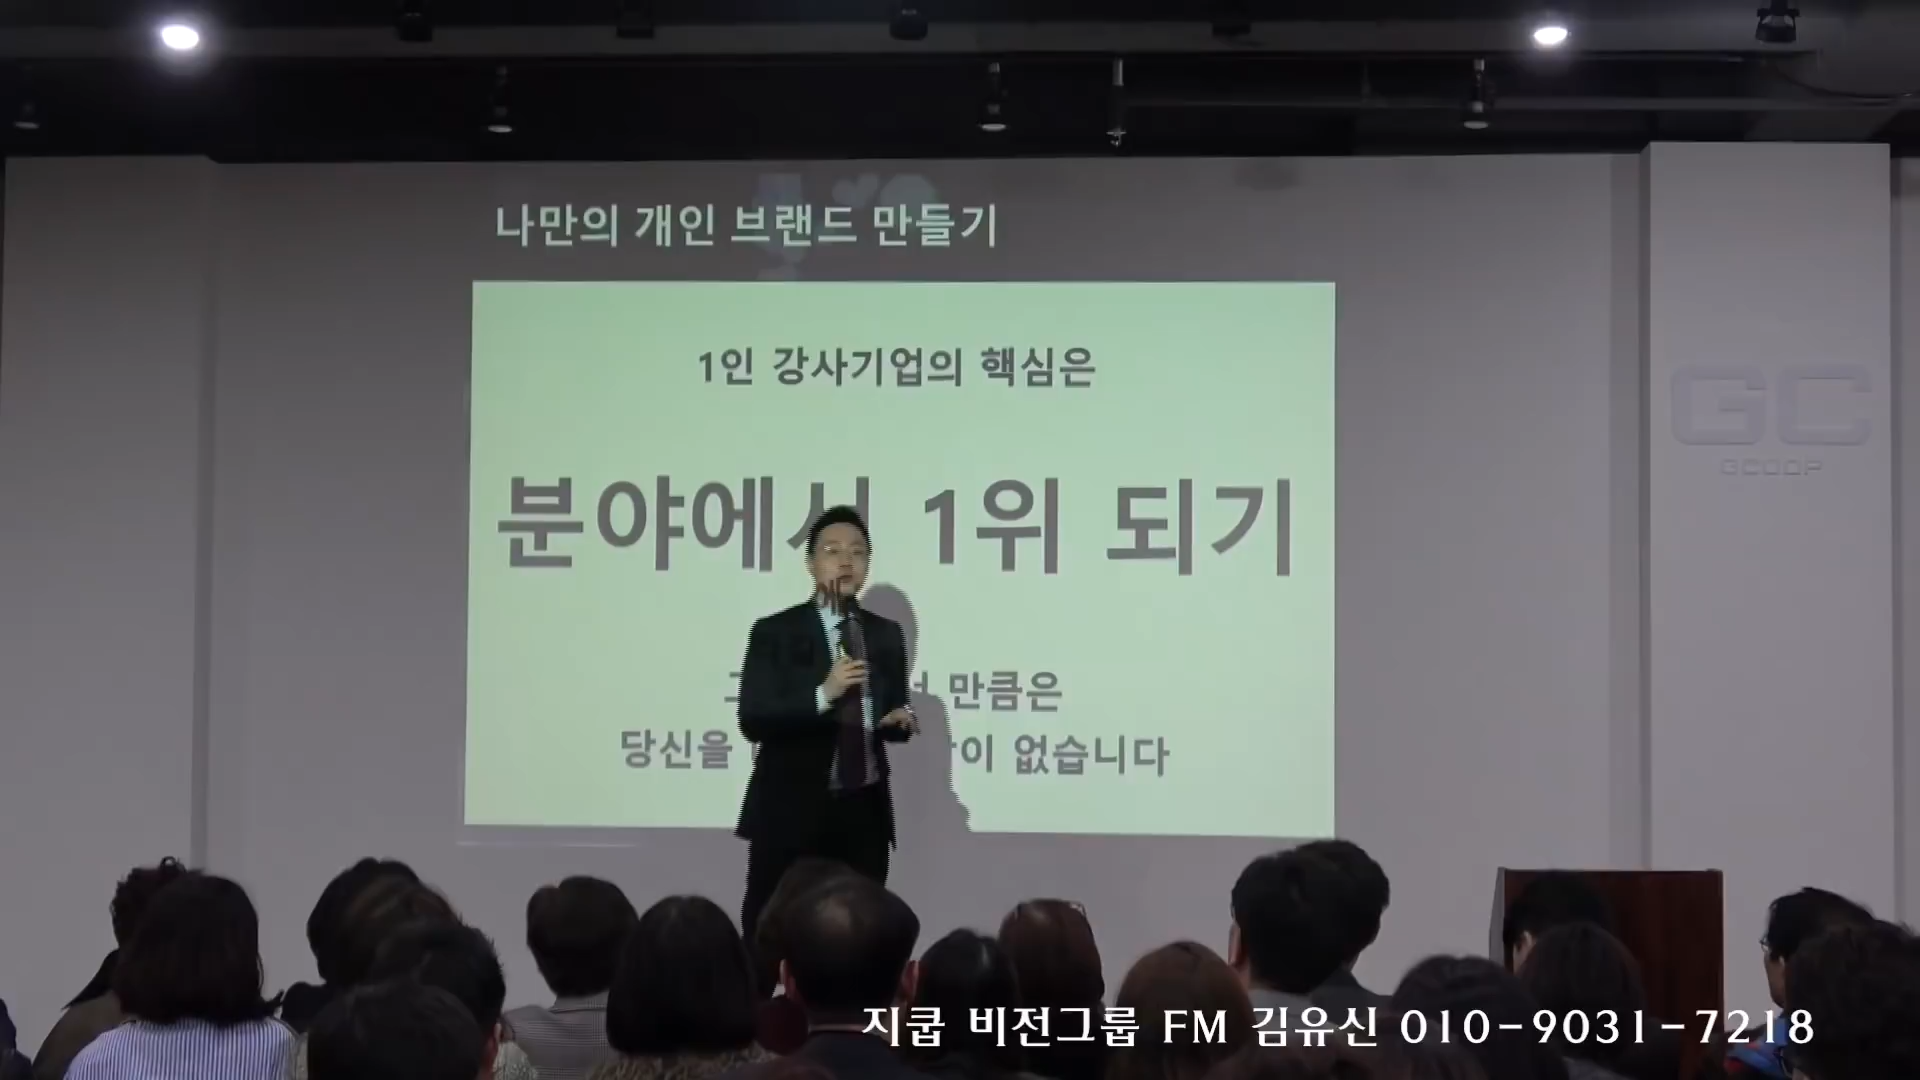 나만의 개인 브랜드 만들기
1인 강사기업의 핵심은
분야에서 1위 되기
만큼은
당신을 없습니다
GC
GCOOP
지쿱 비전그룹 FM 김유신 010-9031-7218